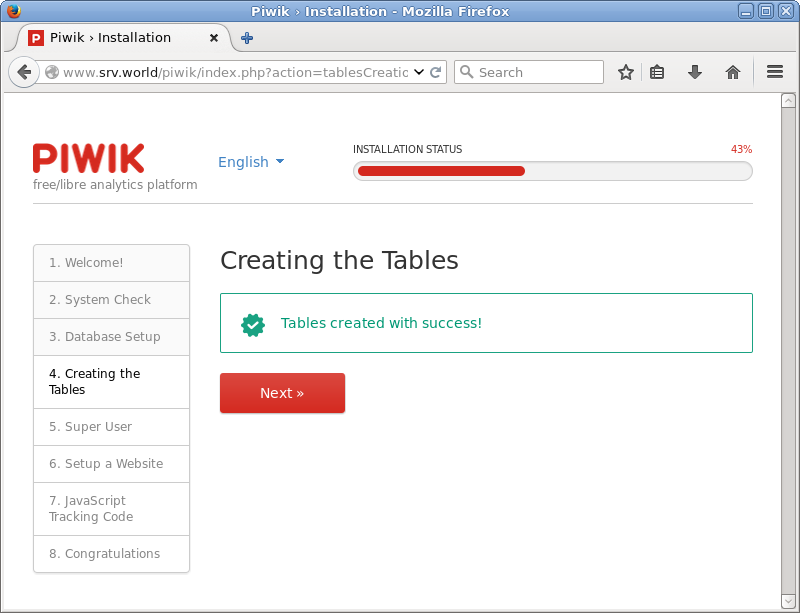 Piwik › Installation - Mozilla Firefox
Piwik › Installation
www.srv.world/piwik/index.php?action=tablesCreatic
Search
PIWIK
free/libre analytics platform
English
INSTALLATION STATUS
43%
1. Welcome!
2. System Check
3. Database Setup
4. Creating the
Tables
5. Super User
6. Setup a Website
7. JavaScript
Tracking Code
8. Congratulations
Creating the Tables
Tables created with success!
Next »